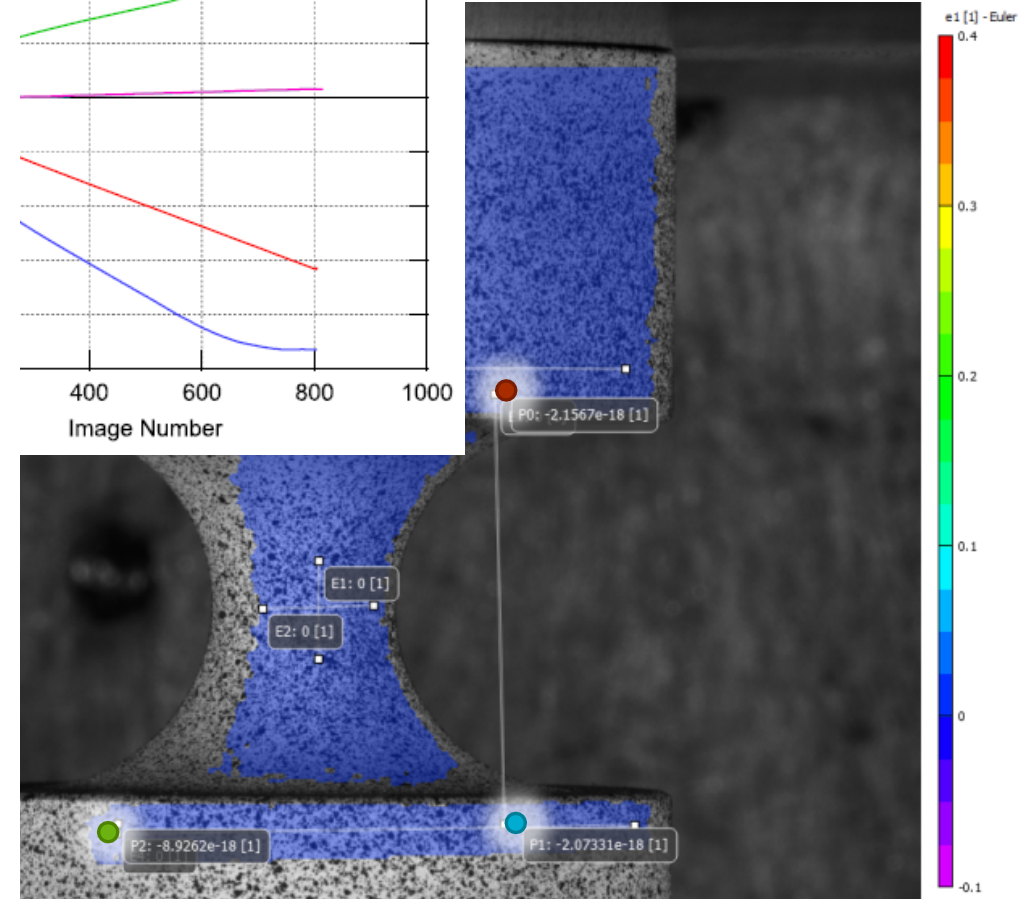 400 600 800 1000
Image Number
e1 [1] - Euler
0.4
0.3
0.2
0.1
0
-0.1
P0: -2.1567e-18 [1]
E1: 0 [1]
E2: 0 [1]
P2: -8.9262e-18 [1]
P1: -2.07331e-18 [1]